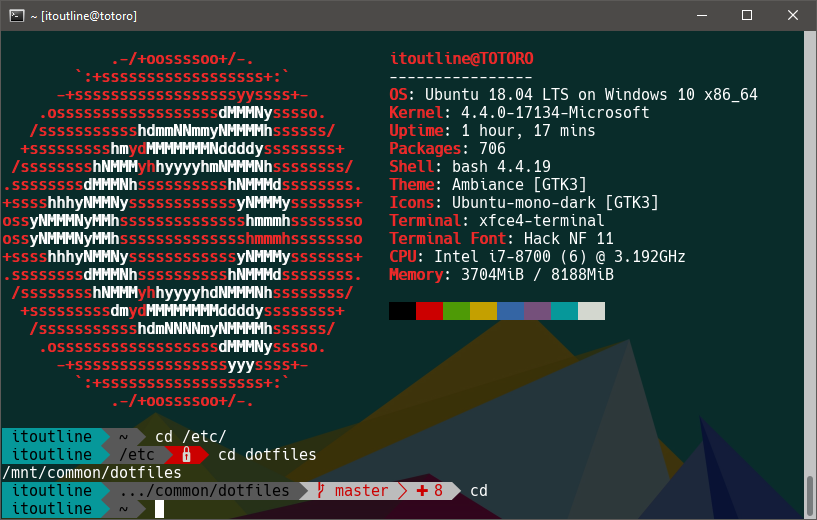 ~ [itoutline@totoro]
.-/+oossssoo+/-.
`:+ssssssssssssssssss+:`
-+ssssssssssssssssssyyssss+-
.ossssssssssssssssssdMMMNysssso.
/ssssssssssshdmmNNmmyNMMMMhssssss/
+ssssssssshmydMMMMMMMNddddyssssssss+
/sssssssshNMMMyhhyyyyhmNMMMNhssssssss/
.ssssssssdMMMNhsssssssssshNMMMdssssssss.
+sssshhhyNMMNyssssssssssssyNMMMysssssss+
ossyNMMMNyMMhsssssssssssssshmmmhssssssso
ossyNMMMNyMMhsssssssssssssshmmmhssssssso
+sssshhhyNMMNyssssssssssssyNMMMysssssss+
.ssssssssdMMMNhsssssssssshNMMMdssssssss.
/sssssssshNMMMyhhyyyyhdNMMMNhssssssss/
+sssssssssdmydMMMMMMMMddddyssssssss+
/ssssssssssshdmNNNNmyNMMMMhssssss/
.ossssssssssssssssssdMMMNysssso.
-+sssssssssssssssssyyyssss+-
`:+ssssssssssssssssss+:`
.-/+oossssoo+/-.
itoutline@TOTORO
----------------
OS: Ubuntu 18.04 LTS on Windows 10 x86_64
Kernel: 4.4.0-17134-Microsoft
Uptime: 1 hour, 17 mins
Packages: 706
Shell: bash 4.4.19
Theme: Ambiance [GTK3]
Icons: Ubuntu-mono-dark [GTK3]
Terminal: xfce4-terminal
Terminal Font: Hack NF 11
CPU: Intel i7-8700 (6) @ 3.192GHz
Memory: 3704MiB / 8188MiB
itoutline ~ cd /etc/
itoutline /etc cd dotfiles
/mnt/common/dotfiles
itoutline .../common/dotfiles master ✚ 8 cd
itoutline ~